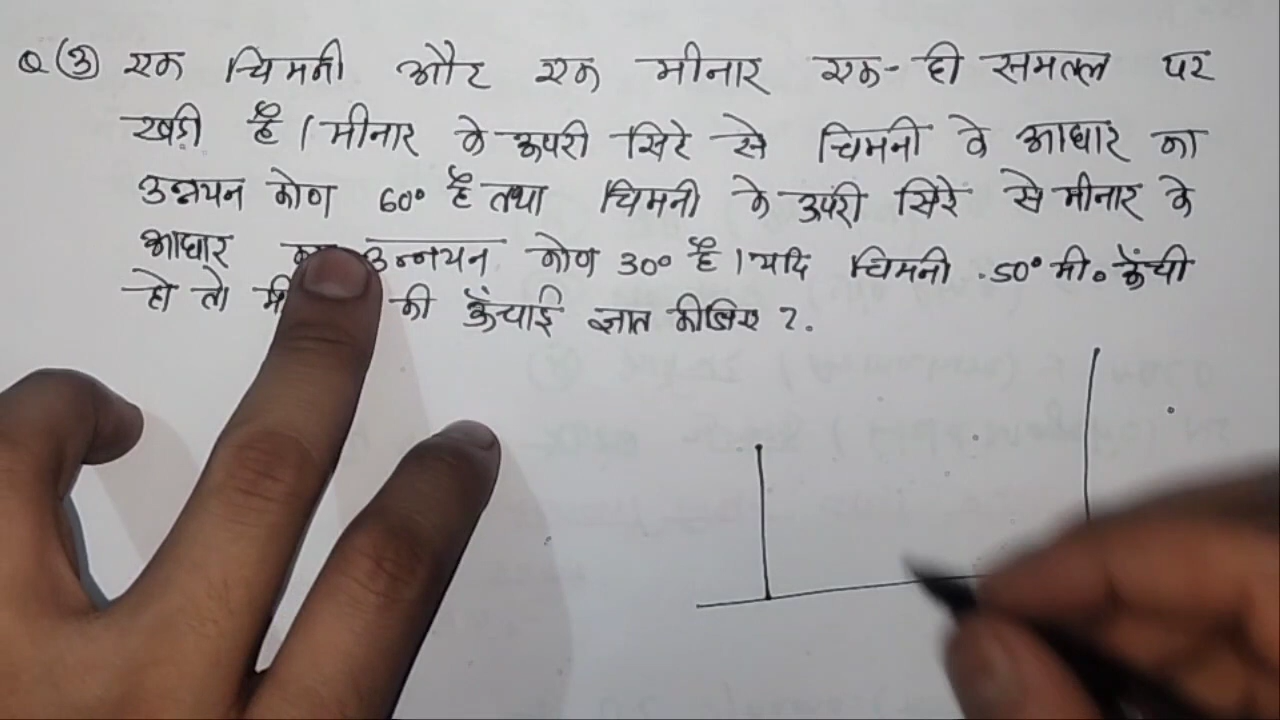 Q(3) एक चिमनी और एक मीनार एक-ही समतल पर
खड़ी है। मीनार के ऊपरी सिरे से चिमनी के आधार का
उन्नयन कोण 60° है तथा चिमनी के ऊपरी सिरे से मीनार के
आधार उन्नयन कोण 30° है। यदि चिमनी 50° मी० ऊँची
हो तो की ऊँचाई ज्ञात कीजिए ?.